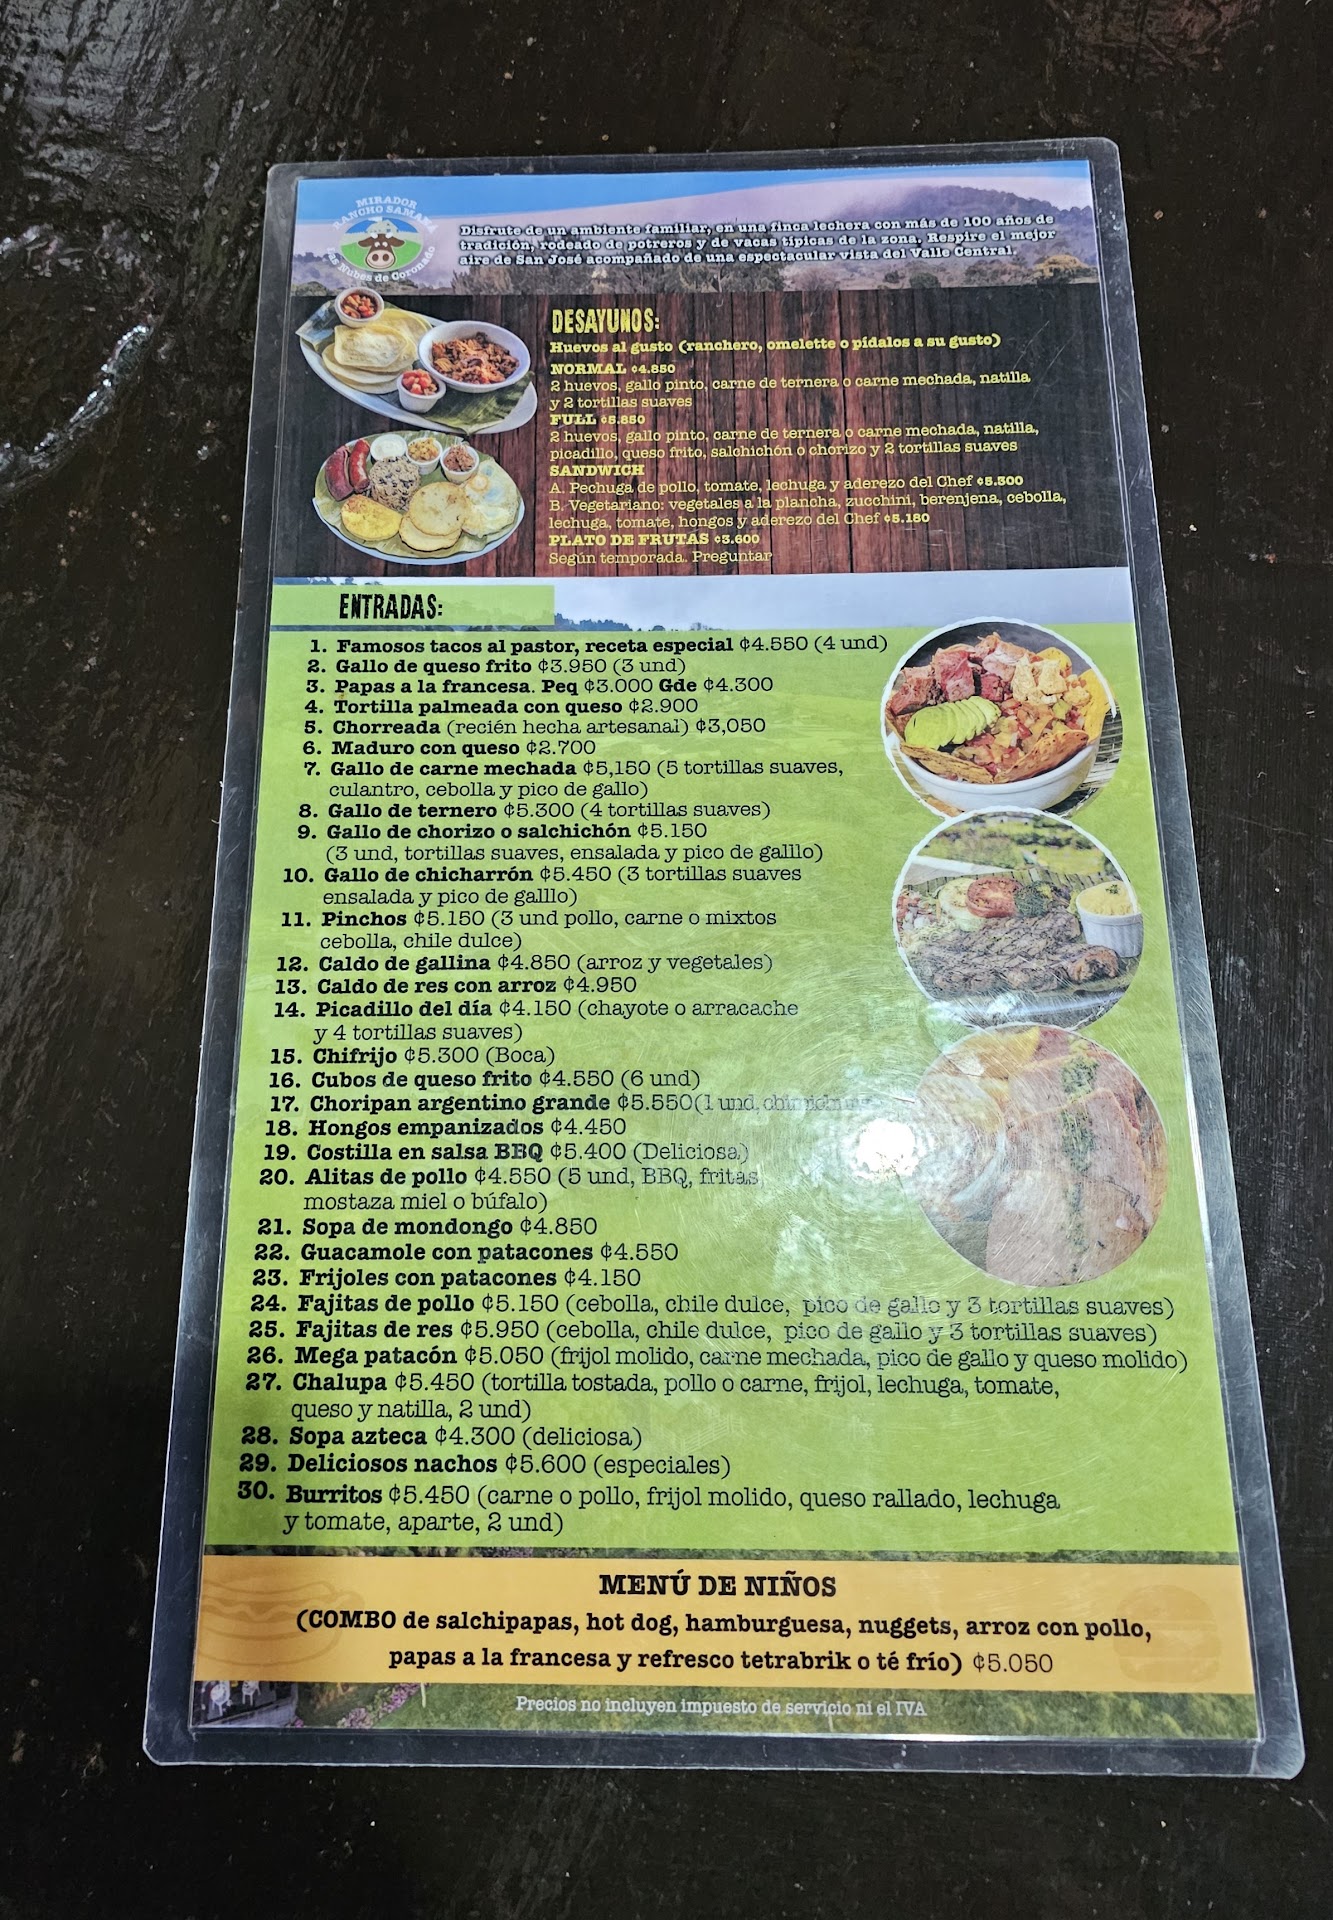 MIRADOR
RANCHO SAMANÁ
Las Nubes de Coronado
Disfrute de un ambiente familiar, en una finca lechera con más de 100 años de
tradición, rodeado de potreros y de vacas típicas de la zona. Respire el mejor
aire de San José acompañado de una espectacular vista del Valle Central.
DESAYUNOS:
Huevos al gusto (ranchero, omelette o pídalos a su gusto)
NORMAL ¢4.850
2 huevos, gallo pinto, carne de ternera o carne mechada, natilla
y 2 tortillas suaves
FULL ¢5.850
2 huevos, gallo pinto, carne de ternera o carne mechada, natilla,
picadillo, queso frito, salchichón o chorizo y 2 tortillas suaves
SANDWICH
A. Pechuga de pollo, tomate, lechuga y aderezo del Chef ¢5.300
B. Vegetariano: vegetales a la plancha, zucchini, berenjena, cebolla,
lechuga, tomate, hongos y aderezo del Chef ¢5.180
PLATO DE FRUTAS ¢3.600
Según temporada. Preguntar
ENTRADAS:
1. Famosos tacos al pastor, receta especial ¢4.550 (4 und)
2. Gallo de queso frito ¢3.950 (3 und)
3. Papas a la francesa. Peq ¢3.000 Gde ¢4.300
4. Tortilla palmeada con queso ¢2.900
5. Chorreada (recién hecha artesanal) ¢3,050
6. Maduro con queso ¢2.700
7. Gallo de carne mechada ¢5,150 (5 tortillas suaves,
culantro, cebolla y pico de gallo)
8. Gallo de ternero ¢5.300 (4 tortillas suaves)
9. Gallo de chorizo o salchichón ¢5.150
(3 und, tortillas suaves, ensalada y pico de galllo)
10. Gallo de chicharrón ¢5.450 (3 tortillas suaves
ensalada y pico de galllo)
11. Pinchos ¢5.150 (3 und pollo, carne o mixtos
cebolla, chile dulce)
12. Caldo de gallina ¢4.850 (arroz y vegetales)
13. Caldo de res con arroz ¢4.950
14. Picadillo del día ¢4.150 (chayote o arracache
y 4 tortillas suaves)
15. Chifrijo ¢5.300 (Boca)
16. Cubos de queso frito ¢4.550 (6 und)
17. Choripan argentino grande ¢5.550(1 und,
18. Hongos empanizados ¢4.450
19. Costilla en salsa BBQ ¢5.400 (Deliciosa)
20. Alitas de pollo ¢4.550 (5 und, BBQ, fritas
mostaza miel o búfalo)
21. Sopa de mondongo ¢4.850
22. Guacamole con patacones ¢4.550
23. Frijoles con patacones ¢4.150
24. Fajitas de pollo ¢5.150 (cebolla, chile dulce, pico de gallo y 3 tortillas suaves)
25. Fajitas de res ¢5.950 (cebolla, chile dulce, pico de gallo y 3 tortillas suaves)
26. Mega patacón ¢5.050 (frijol molido, carne mechada, pico de gallo y queso molido)
27. Chalupa ¢5.450 (tortilla tostada, pollo o carne, frijol, lechuga, tomate,
queso y natilla, 2 und)
28. Sopa azteca ¢4.300 (deliciosa)
29. Deliciosos nachos ¢5.600 (especiales)
30. Burritos ¢5.450 (carne o pollo, frijol molido, queso rallado, lechuga
y tomate, aparte, 2 und)
MENÚ DE NIÑOS
(COMBO de salchipapas, hot dog, hamburguesa, nuggets, arroz con pollo,
papas a la francesa y refresco tetrabrik o té frío) ¢5.050
Precios no incluyen impuesto de servicio ni el IVA